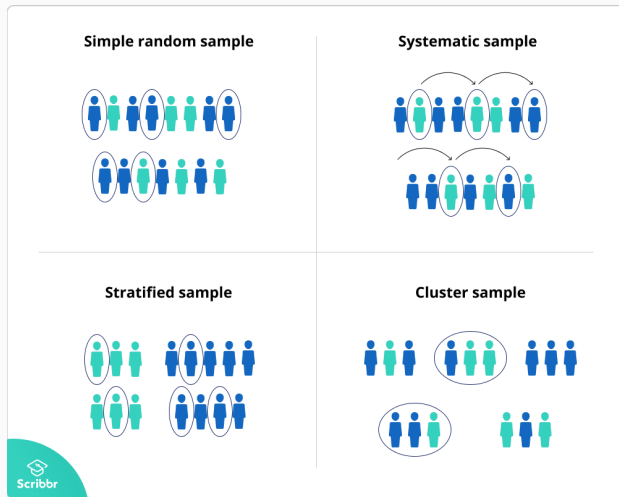 Simple random sample
Systematic sample
Stratified sample
Cluster sample
Scribbr